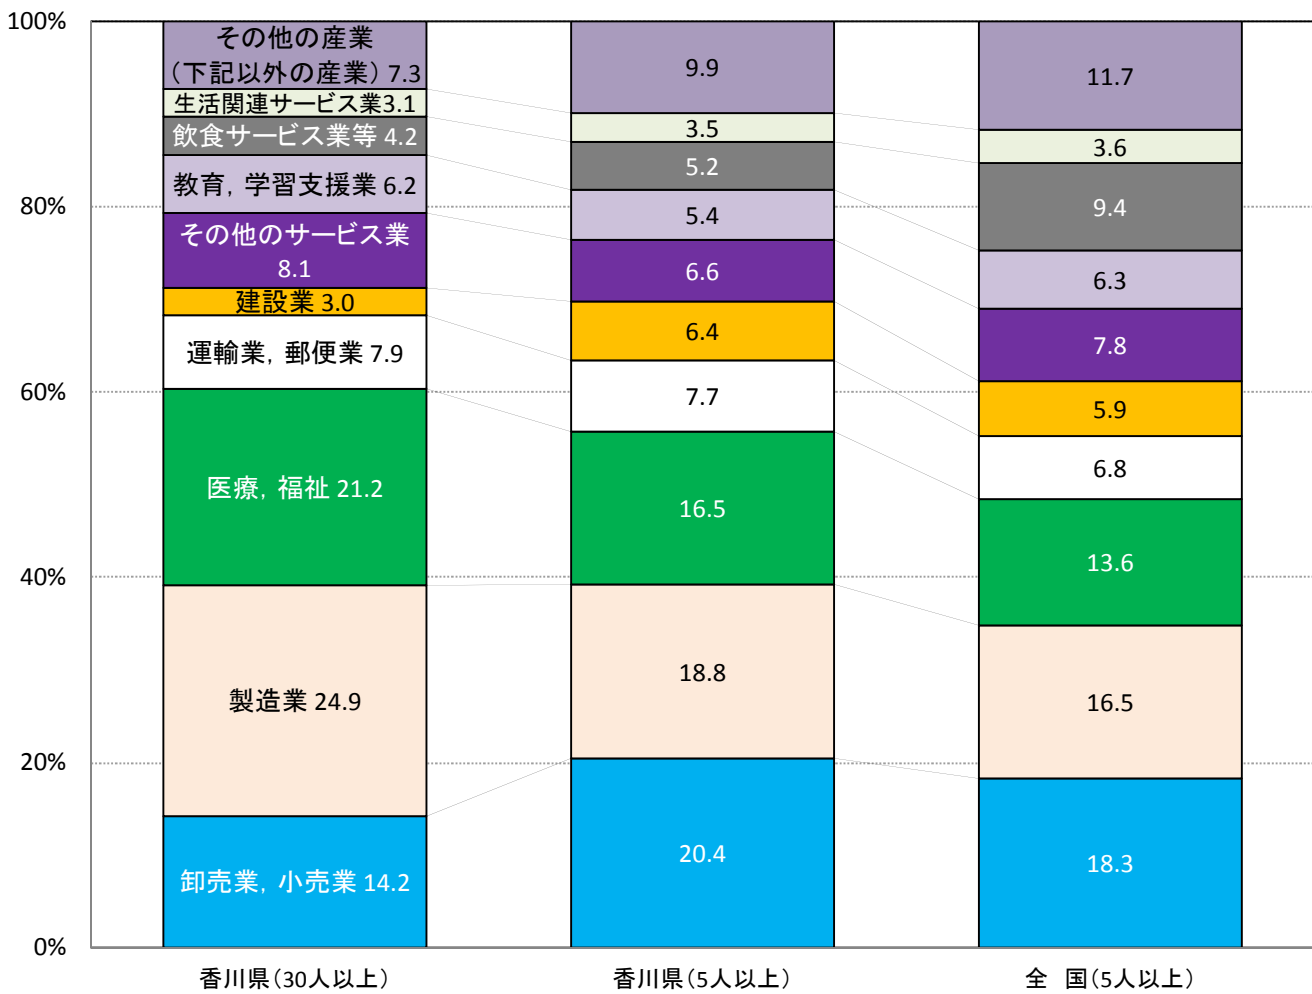 100%
80%
60%
40%
20%
0%
その他の産業
(下記以外の産業) 7.3
生活関連サービス業3.1
飲食サービス業等 4.2
教育，学習支援業 6.2
その他のサービス業
8.1
建設業 3.0
運輸業，郵便業 7.9
医療，福祉 21.2
製造業 24.9
卸売業，小売業 14.2
9.9
3.5
5.2
5.4
6.6
6.4
7.7
16.5
18.8
20.4
11.7
3.6
9.4
6.3
7.8
5.9
6.8
13.6
16.5
18.3
香川県(30人以上)
香川県(5人以上)
全　国(5人以上)